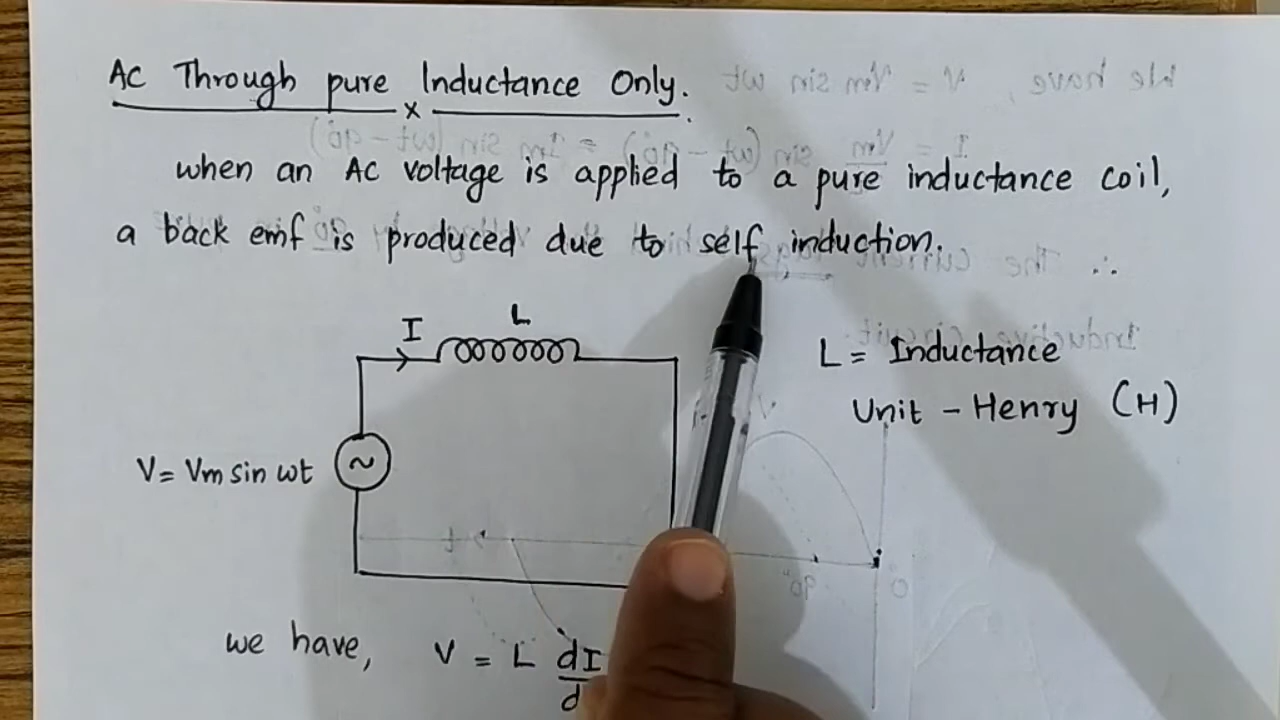 AC Through pure Inductance Only.
x
when an AC voltage is applied to a pure inductance coil,
a back emf is produced due to self induction.
I
L
L = Inductance
Unit - Henry (H)
V = Vm sin wt
~
we have, V = L dI
d